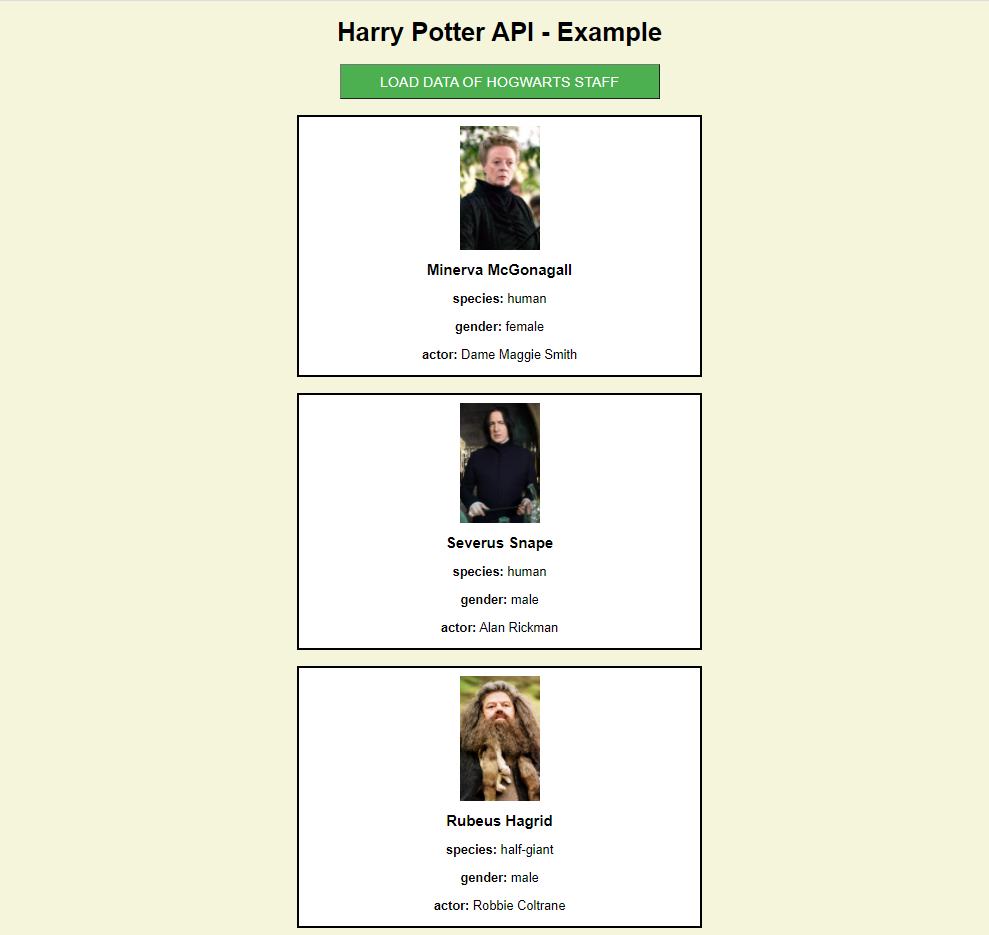 Harry Potter API - Example
LOAD DATA OF HOGWARTS STAFF
Minerva McGonagall
species: human
gender: female
actor: Dame Maggie Smith
Severus Snape
species: human
gender: male
actor: Alan Rickman
Rubeus Hagrid
species: half-giant
gender: male
actor: Robbie Coltrane